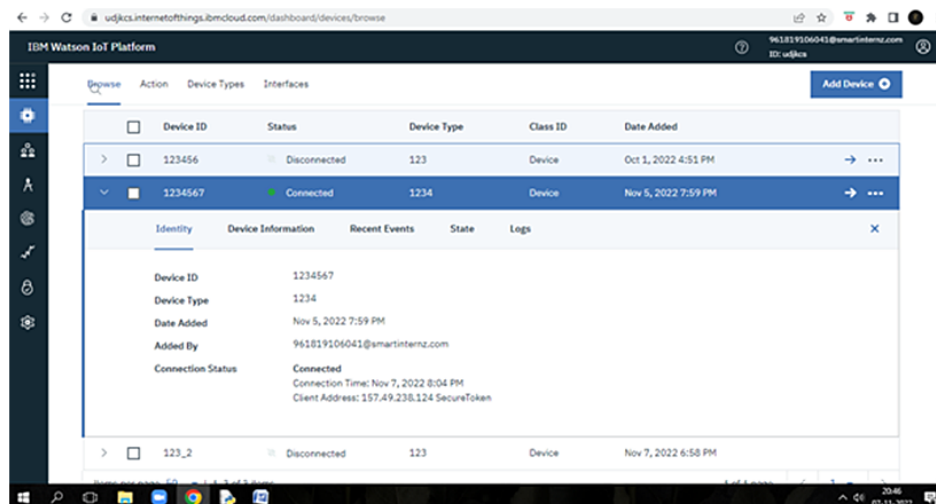 udjkcs.internetofthings.ibmcloud.com/dashboard/devices/browse
IBM Watson IoT Platform
961819106041@smartinternz.com
ID: udjkcs
Browse Action Device Types Interfaces
Add Device
Device ID Status Device Type Class ID Date Added
123456 Disconnected 123 Device Oct 1, 2022 4:51 PM
1234567 Connected 1234 Device Nov 5, 2022 7:59 PM
Identity Device Information Recent Events State Logs
Device ID 1234567
Device Type 1234
Date Added Nov 5, 2022 7:59 PM
Added By 961819106041@smartinternz.com
Connection Status Connected
Connection Time: Nov 7, 2022 8:04 PM
Client Address: 157.49.238.124 SecureToken
123_2 Disconnected 123 Device Nov 7, 2022 6:58 PM
20:46
07-11-2022